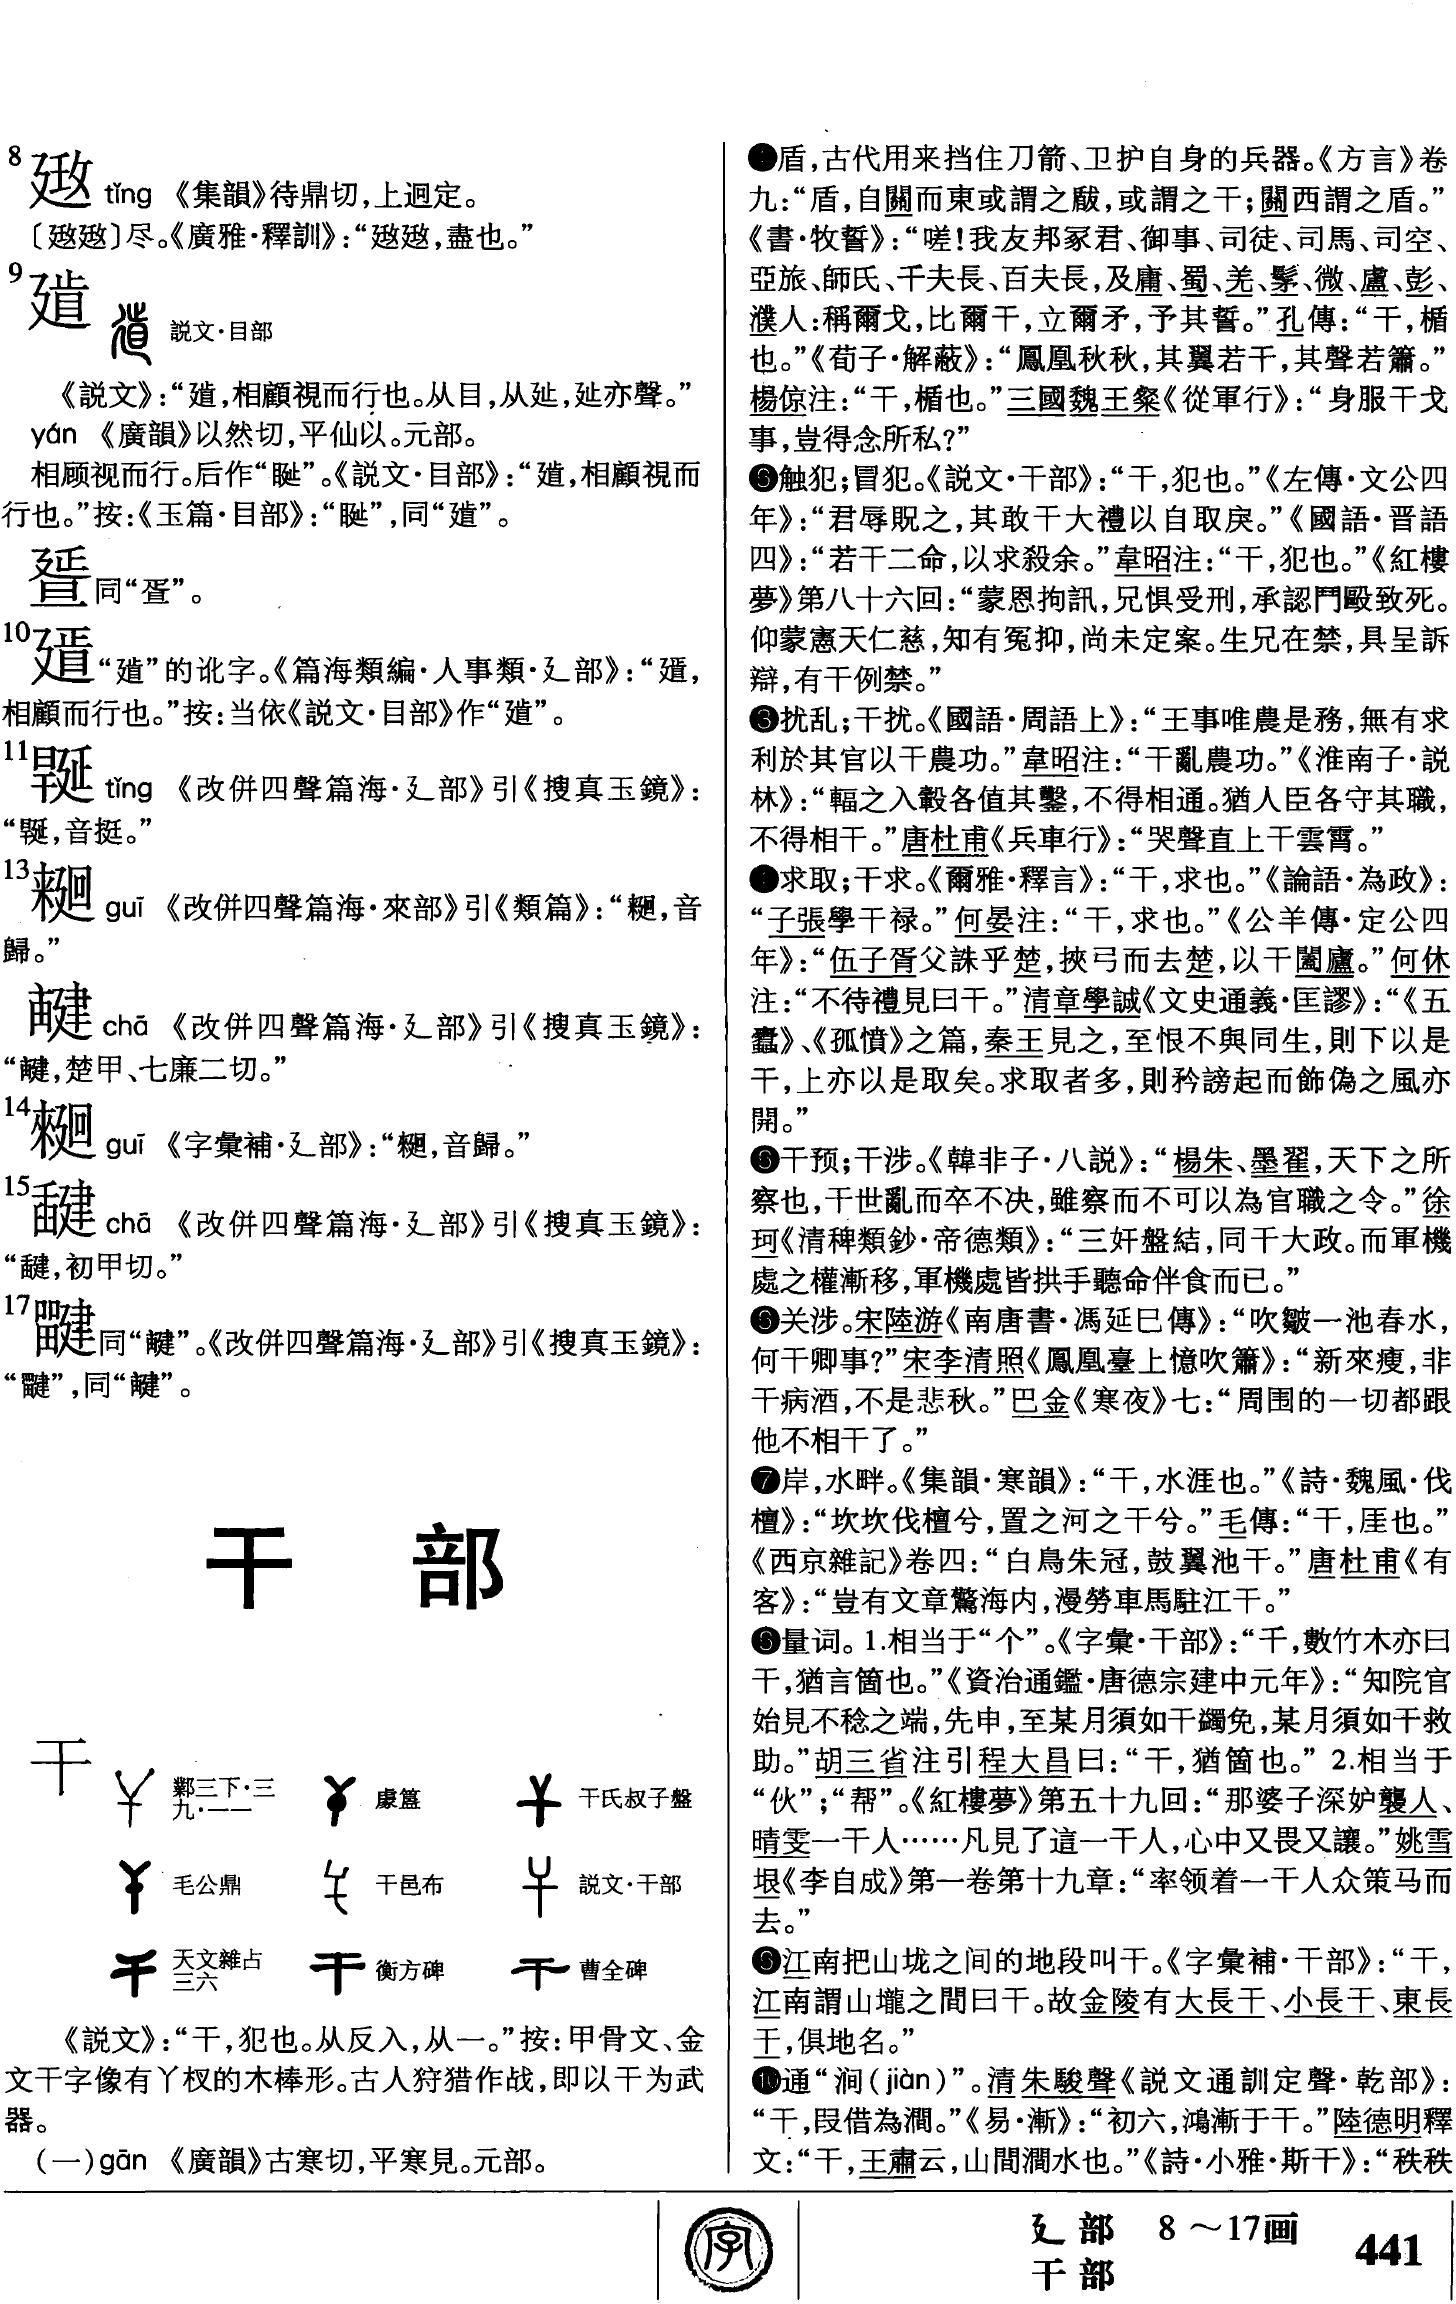 8
tǐng 《集韻》待鼎切，上迥定。
〔〕尽。《廣雅·釋訓》：“，盡也。”
9
説文·目部
《説文》：“，相顧視而行也。从目，从㢟，㢟亦聲。”
yán 《廣韻》以然切，平仙以。元部。
相顾视而行。后作“䀽”。《説文·目部》：“，相顧視而
行也。”按：《玉篇·目部》：“䀽”，同“”。
同“”。
10
“”的讹字。《篇海類編·人事類·廴部》：“，
相顧而行也。”按：当依《説文·目部》作“”。
11
tǐng 《改併四聲篇海·廴部》引《搜真玉鏡》：
“，音挺。”
13
guī 《改併四聲篇海·來部》引《類篇》：“，音
歸。”
chā 《改併四聲篇海·廴部》引《搜真玉鏡》：
“，楚甲、七廉二切。”
14
guī 《字彙補·廴部》：“，音歸。”
15
chā 《改併四聲篇海·廴部》引《搜真玉鏡》：
“，初甲切。”
17
同“”。《改併四聲篇海·廴部》引《搜真玉鏡》：
“”，同“”。
干 部
干
鄴三下·三九·一一 䖒簋 干氏叔子盤
毛公鼎 干邑布 説文·干部
天文雜占三六 衡方碑 曹全碑
《説文》：“干，犯也。从反入，从一。”按：甲骨文、金
文干字像有丫杈的木棒形。古人狩猎作战，即以干为武
器。
(一)gān 《廣韻》古寒切，平寒見。元部。
❶盾，古代用来挡住刀箭、卫护自身的兵器。《方言》卷
九：“盾，自關而東或謂之瞂，或謂之干；關西謂之盾。”
《書·牧誓》：“嗟！我友邦冢君、御事、司徒、司馬、司空、
亞旅、師氏、千夫長、百夫長，及庸、蜀、羌、髳、微、盧、彭、
濮人：稱爾戈，比爾干，立爾矛，予其誓。”孔傳：“干，楯
也。”《荀子·解蔽》：“鳳凰秋秋，其翼若干，其聲若簫。”
楊倞注：“干，楯也。”三國魏王粲《從軍行》：“身服干戈
事，豈得念所私？”
❷触犯；冒犯。《説文·干部》：“干，犯也。”《左傳·文公四
年》：“君辱貺之，其敢干大禮以自取戾。”《國語·晋語
四》：“若干二命，以求殺余。”韋昭注：“干，犯也。”《紅樓
夢》第八十六回：“蒙恩拘訊，兄惧受刑，承認鬥毆致死。
仰蒙憲天仁慈，知有冤抑，尚未定案。生兄在禁，具呈訴
辯，有干例禁。”
❸扰乱；干扰。《國語·周語上》：“王事唯農是務，無有求
利於其官以干農功。”韋昭注：“干亂農功。”《淮南子·説
林》：“輻之入轂各值其鑿，不得相通。猶人臣各守其職，
不得相干。”唐杜甫《兵車行》：“哭聲直上干雲霄。”
❹求取；干求。《爾雅·釋言》：“干，求也。”《論語·為政》：
“子張學干禄。”何晏注：“干，求也。”《公羊傳·定公四
年》：“伍子胥父誅乎楚，挾弓而去楚，以干闔廬。”何休
注：“不待禮見曰干。”清章學誠《文史通義·匡謬》：“《五
蠹》、《孤憤》之篇，秦王見之，至恨不與同生，則下以是
干，上亦以是取矣。求取者多，則矜謗起而飾偽之風亦
開。”
❺干预；干涉。《韓非子·八説》：“楊朱、墨翟，天下之所
察也，干世亂而卒不决，雖察而不可以為官職之令。”徐
珂《清稗類鈔·帝德類》：“三奸盤結，同干大政。而軍機
處之權漸移，軍機處皆拱手聽命伴食而已。”
❻关涉。宋陸游《南唐書·馮延巳傳》：“吹皺一池春水，
何干卿事？”宋李清照《鳳凰臺上憶吹簫》：“新來瘦，非
干病酒，不是悲秋。”巴金《寒夜》七：“周围的一切都跟
他不相干了。”
❼岸，水畔。《集韻·寒韻》：“干，水涯也。”《詩·魏風·伐
檀》：“坎坎伐檀兮，置之河之干兮。”毛傳：“干，厓也。”
《西京雜記》卷四：“白鳥朱冠，鼓翼池干。”唐杜甫《有
客》：“豈有文章驚海内，漫勞車馬駐江干。”
❽量词。1.相当于“个”。《字彙·干部》：“干，數竹木亦曰
干，猶言箇也。”《資治通鑑·唐德宗建中元年》：“知院官
始見不稔之端，先申，至某月須如干蠲免，某月須如干救
助。”胡三省注引程大昌曰：“干，猶箇也。”2.相当于
“伙”；“帮”。《紅樓夢》第五十九回：“那婆子深妒襲人、
晴雯一干人……凡見了這一干人，心中又畏又讓。”姚雪
垠《李自成》第一卷第十九章：“率领着一干人众策马而
去。”
❾江南把山垅之间的地段叫干。《字彙補·干部》：“干，
江南謂山壠之間曰干。故金陵有大長干、小長干、東長
干，俱地名。”
❿通“涧(jiàn)”。清朱駿聲《説文通訓定聲·乾部》：
“干，叚借為澗。”《易·漸》：“初六，鴻漸于干。”陸德明釋
文：“干，王肅云，山間澗水也。”《詩·小雅·斯干》：“秩秩
字
廴部 8～17画
干部
441